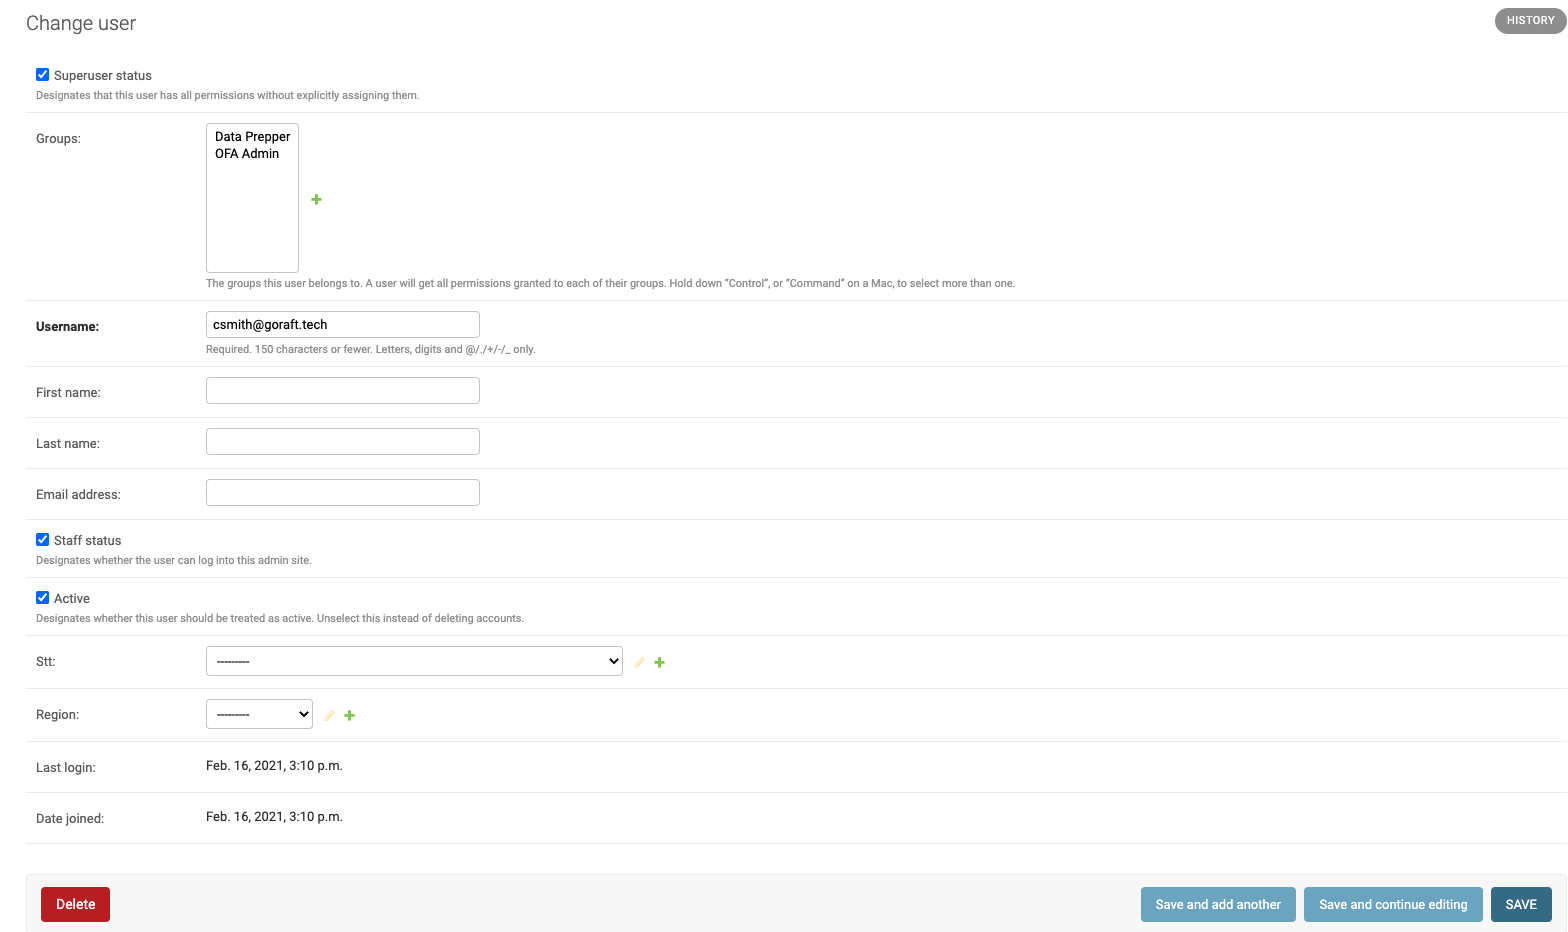 Change user
HISTORY
Superuser status
Designates that this user has all permissions without explicitly assigning them.
Groups:
Data Prepper
OFA Admin
The groups this user belongs to. A user will get all permissions granted to each of their groups. Hold down “Control”, or “Command” on a Mac, to select more than one.
Username:
csmith@goraft.tech
Required. 150 characters or fewer. Letters, digits and @/./+/-/_ only.
First name:
Last name:
Email address:
Staff status
Designates whether the user can log into this admin site.
Active
Designates whether this user should be treated as active. Unselect this instead of deleting accounts.
Stt:
---------
Region:
---------
Last login:
Feb. 16, 2021, 3:10 p.m.
Date joined:
Feb. 16, 2021, 3:10 p.m.
Delete
Save and add another
Save and continue editing
SAVE